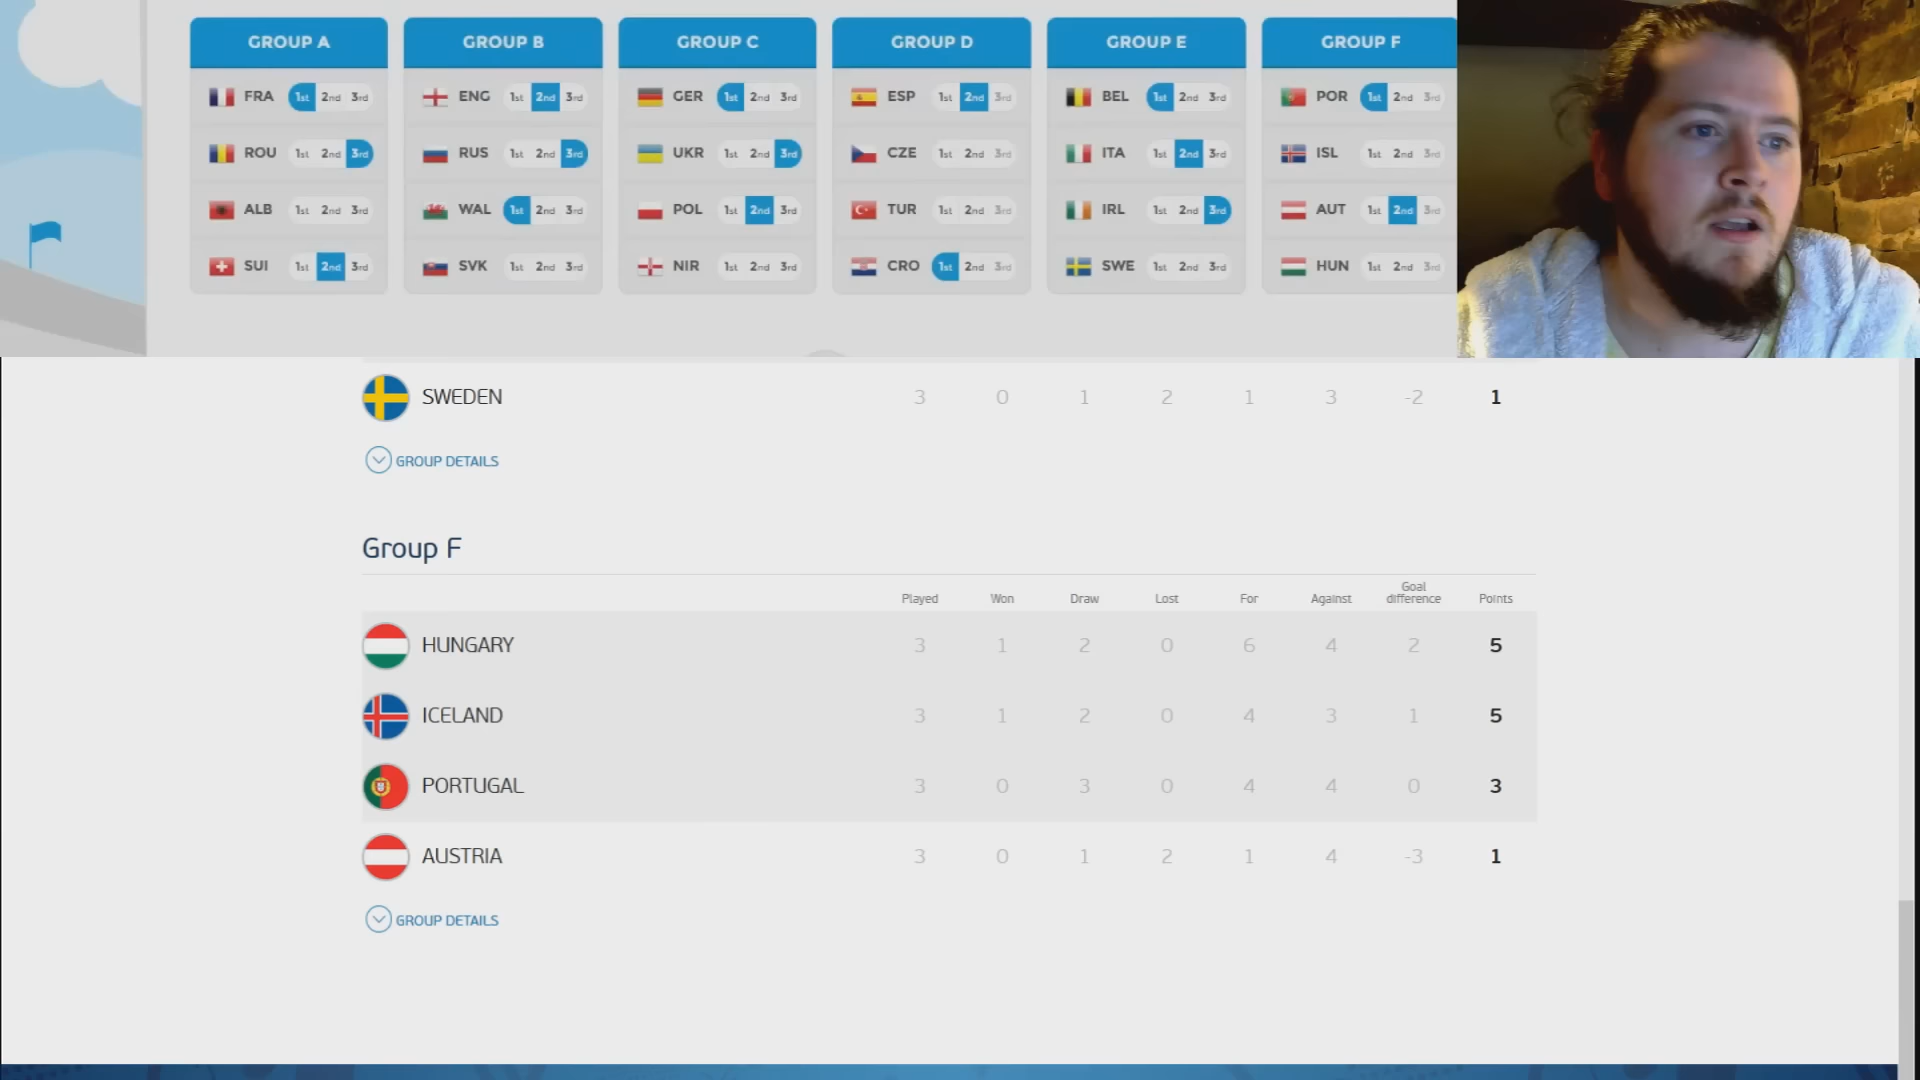 GROUP A GROUP B GROUP C GROUP D GROUP E GROUP F
FRA 1st 2nd 3rd ENG 1st 2nd 3rd GER 1st 2nd 3rd ESP 1st 2nd 3rd BEL 1st 2nd 3rd POR 1st 2nd 3rd
ROU 1st 2nd 3rd RUS 1st 2nd 3rd UKR 1st 2nd 3rd CZE 1st 2nd 3rd ITA 1st 2nd 3rd ISL 1st 2nd 3rd
ALB 1st 2nd 3rd WAL 1st 2nd 3rd POL 1st 2nd 3rd TUR 1st 2nd 3rd IRL 1st 2nd 3rd AUT 1st 2nd 3rd
SUI 1st 2nd 3rd SVK 1st 2nd 3rd NIR 1st 2nd 3rd CRO 1st 2nd 3rd SWE 1st 2nd 3rd HUN 1st 2nd 3rd
SWEDEN 3 0 1 2 1 3 -2 1
GROUP DETAILS
Group F
Played Won Draw Lost For Against Goal difference Points
HUNGARY 3 1 2 0 6 4 2 5
ICELAND 3 1 2 0 4 3 1 5
PORTUGAL 3 0 3 0 4 4 0 3
AUSTRIA 3 0 1 2 1 4 -3 1
GROUP DETAILS